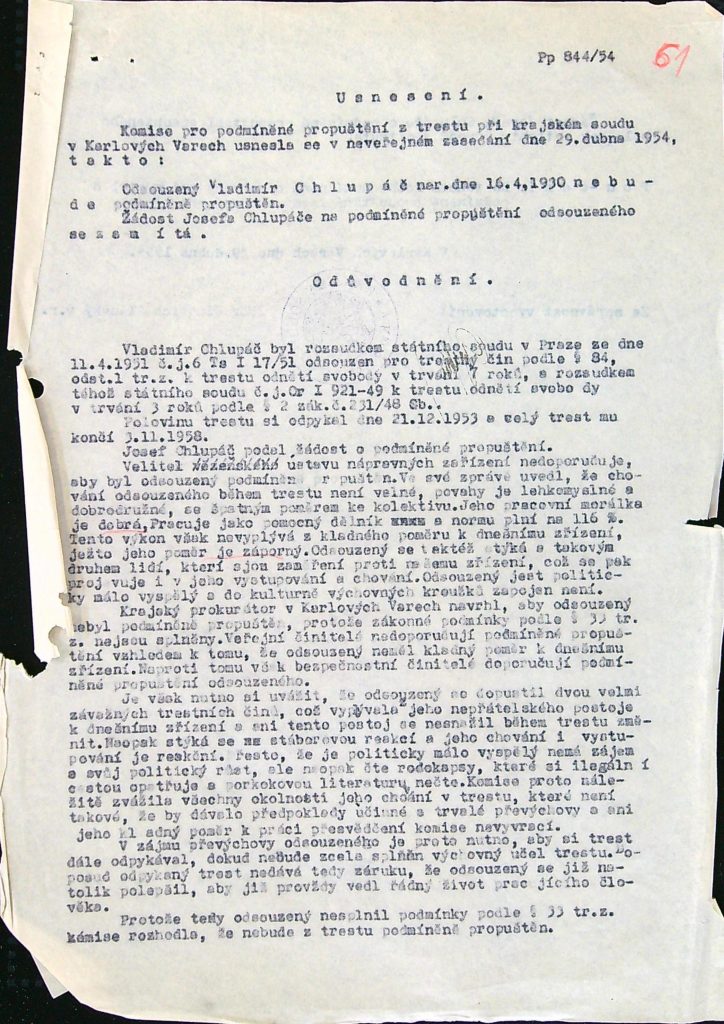 Pp 844/54
61
U s n e s e n í .
Komise pro podmíněné propuštění z trestu při krajském soudu
v Karlových Varech usnesla se v neveřejném zasedání dne 29.dubna 1954,
t a k t o :
Odsouzený Vladimír C h l u p á č nar.dne 16.4,1930 n e b u -
d e podmíněně propuštěn.
Žádost Josefa Chlupáče na podmíněné propuštění odsouzeného
se z a m í t á .
O d ů v o d n ě n í .
Vladimír Chlupáč byl rozsudkem státního soudu v Praze ze dne
11.4.1951 č.j.6 Ts I 17/51 odsouzen pro trestný čin podle § 84,
odst.1 tr.z. k trestu odnětí svobody v trvání 7 roků, a rozsudkem
téhož státního soudu č.j.Or I 921-49 k trestu odnětí svobo dy
v trvání 3 roků podle § 2 zák.č.231/48 Sb..
Polovinu trestu si odpykal dne 21.12.1953 a celý trest mu
končí 3.11.1958.
Josef Chlupáč podal žádost o podmíněné propuštění.
Velitel vězeňského ústavu nápravných zařízení nedoporučuje,
aby byl odsouzený podmíněně pr puštěn.Ve své zprávě uvedl, že cho-
vání odsouzeného během trestu není velné, povahy je lehkomyslné a
dobrodružné, se špatným poměrem ke kolektivu.Jeho pracovní morálka
je dobrá,Pracuje jako pomocný dělník a normu plní na 116 %.
Tento výkon však nevyplývá z kladného poměru k dnešnímu zřízení,
ježto jeho poměr je záporný.Odsouzený se taktéž stýká s takovým
druhem lidí, kteří sjou zaměření proti našemu zřízení, což se pak
proj vuje i v jeho vystupování a chování.Odsouzený jest politic-
ky málo vyspělý a do kulturně výchovných kroužků zapojen není.
Krajský prokurátor v Karlových Varech navrhl, aby odsouzený
nebyl podmíněně propuštěn, protože zákonné podmínky podle § 33 tr.
z. nejsou splněny.Veřejní činitelé nedoporučují podmíněné propuš-
tění vzhledem k tomu, že odsouzený neměl kladný poměr k dnešnímu
zřízení.Naproti tomu však bezpečnostní činitelé doporučují podmí-
něné propuštění odsouzeného.
Je však nutno si uvážit, že odsouzený se dopustil dvou velmi
závažných trestních činů, což vyplývalo jeho nepřátelského postoje
k dnešnímu zřízení a ani tento postoj se nesnažil během trestu změ-
nit.Naopak stýká se se stáborovou reakcí a jeho chování i vystu-
pování je reakční. Přesto, že je politicky málo vyspělý nemá zájem
o svůj politický růst, ale naopak čte rodokapsy, které si ilegáln í
cestou opatřuje a porkokovou literaturu nečte.Komise proto nále-
žitě zvážila všechny okolnosti jeho choání v trestu, které není
takové, že by dávalo předpoklady účinné a trvalé převýchovy a ani
jeho kl adný poměr k práci přesvědčení komise nevyvrací.
V zájmu převýchovy odsouzeného je proto nutno, aby si trest
dále odpykával, dokud nebude zcela splněn výchovný účel trestu.Do-
posud odpykaný trest nedává tedy záruku, že odsouzený se již na-
tolik polepšil, aby již provždy vedl řádný život prac jícího člo-
věka.
Protože tedy odsouzený nesplnil podmínky podle § 33 tr.z.
kámise rozhodla, že nebude z trestu podmíněně propuštěn.